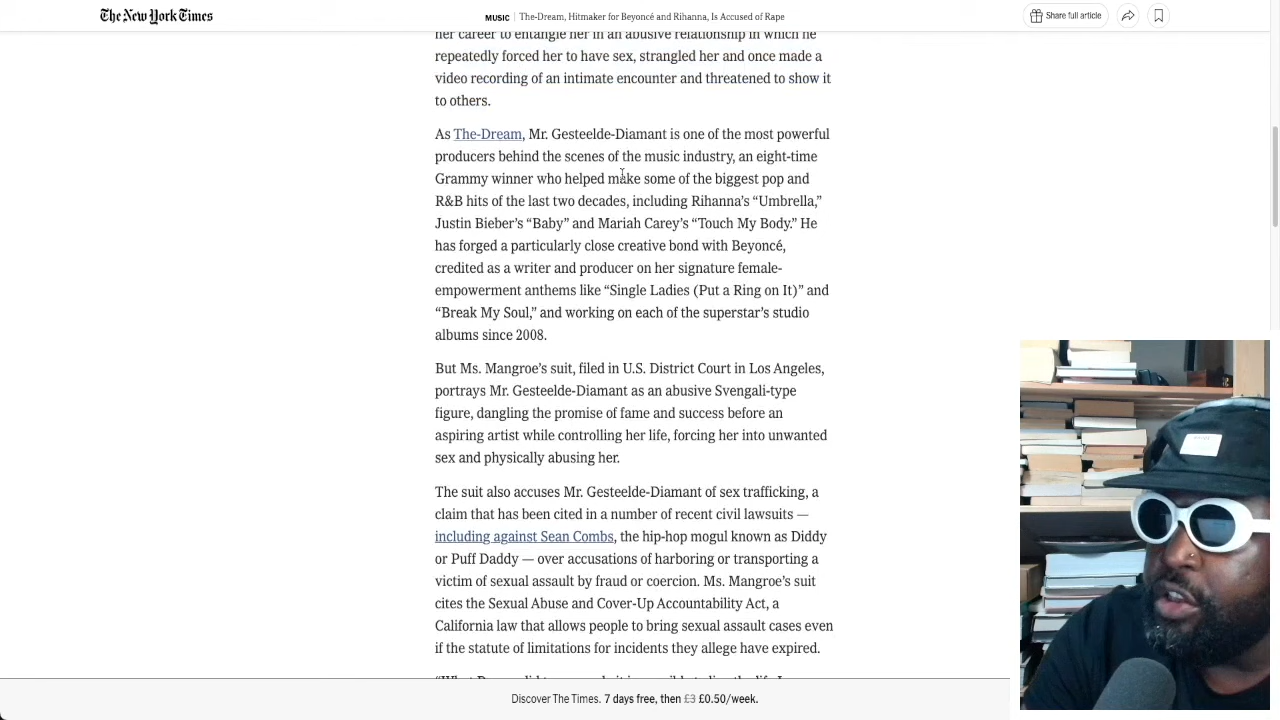 The New York Times
MUSIC | The-Dream, Hitmaker for Beyoncé and Rihanna, Is Accused of Rape
Share full article
her career to entangle her in an abusive relationship in which he
repeatedly forced her to have sex, strangled her and once made a
video recording of an intimate encounter and threatened to show it
to others.
As The-Dream, Mr. Gesteelde-Diamant is one of the most powerful
producers behind the scenes of the music industry, an eight-time
Grammy winner who helped make some of the biggest pop and
R&B hits of the last two decades, including Rihanna’s “Umbrella,”
Justin Bieber’s “Baby” and Mariah Carey’s “Touch My Body.” He
has forged a particularly close creative bond with Beyoncé,
credited as a writer and producer on her signature female-
empowerment anthems like “Single Ladies (Put a Ring on It)” and
“Break My Soul,” and working on each of the superstar’s studio
albums since 2008.
But Ms. Mangroe’s suit, filed in U.S. District Court in Los Angeles,
portrays Mr. Gesteelde-Diamant as an abusive Svengali-type
figure, dangling the promise of fame and success before an
aspiring artist while controlling her life, forcing her into unwanted
sex and physically abusing her.
The suit also accuses Mr. Gesteelde-Diamant of sex trafficking, a
claim that has been cited in a number of recent civil lawsuits —
including against Sean Combs, the hip-hop mogul known as Diddy
or Puff Daddy — over accusations of harboring or transporting a
victim of sexual assault by fraud or coercion. Ms. Mangroe’s suit
cites the Sexual Abuse and Cover-Up Accountability Act, a
California law that allows people to bring sexual assault cases even
if the statute of limitations for incidents they allege have expired.
Discover The Times. 7 days free, then £3 £0.50/week.